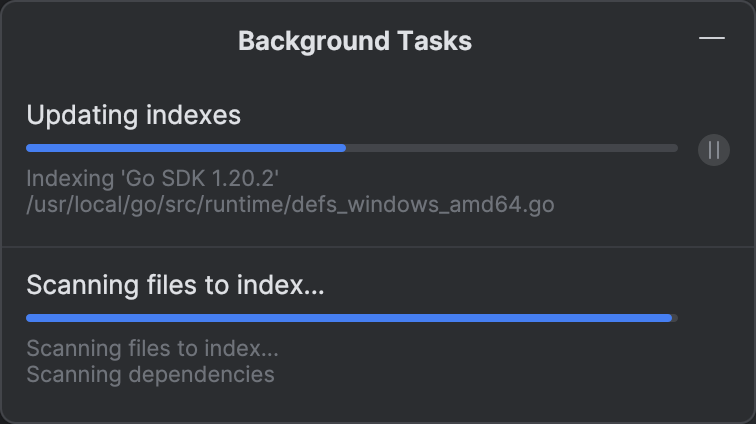 Background Tasks
Updating indexes
Indexing 'Go SDK 1.20.2'
/usr/local/go/src/runtime/defs_windows_amd64.go
Scanning files to index...
Scanning files to index...
Scanning dependencies